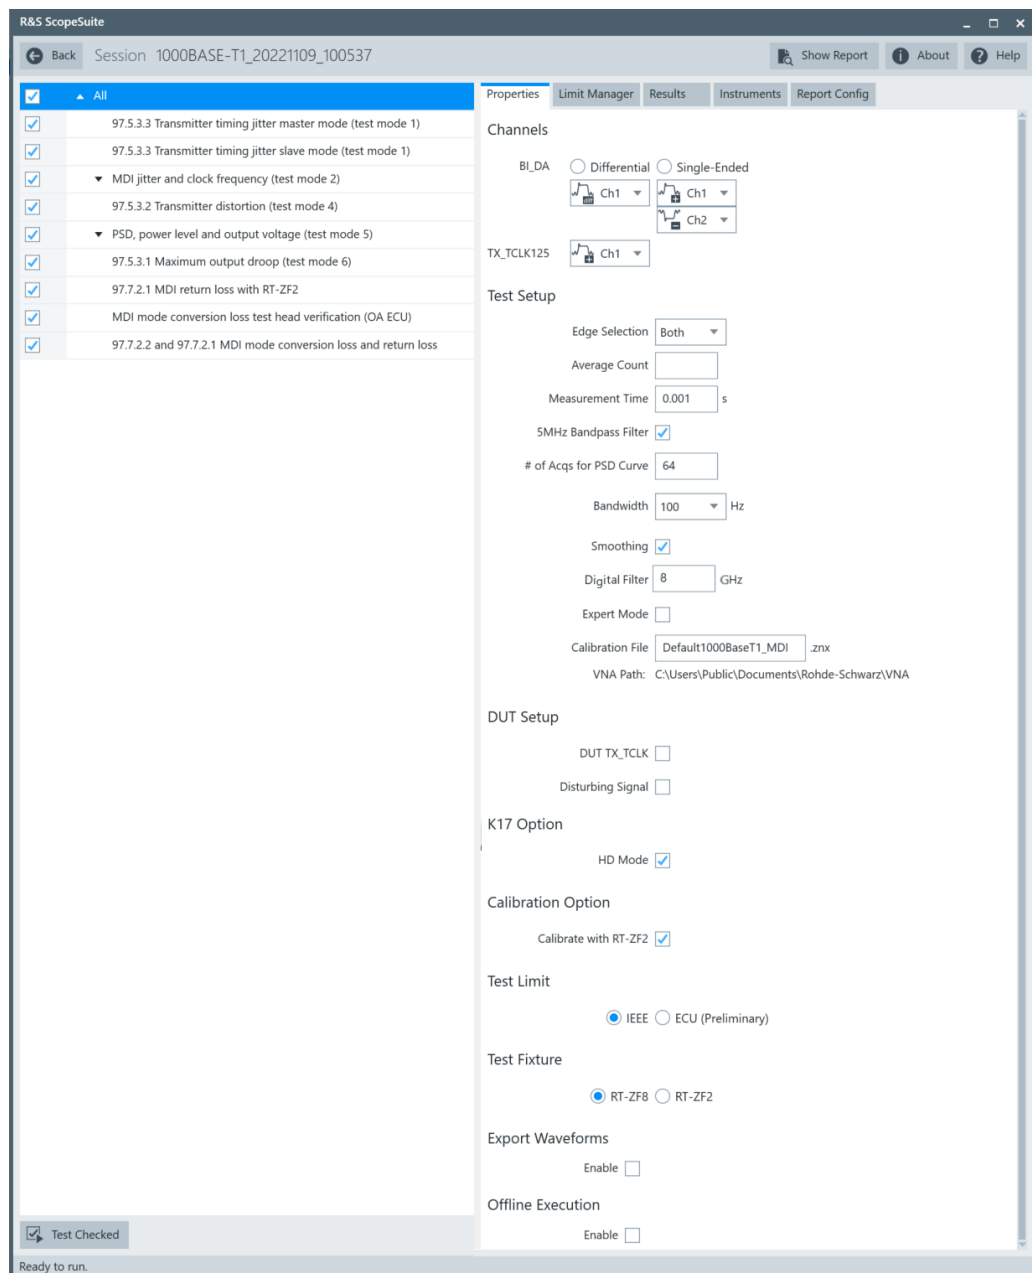 R&S ScopeSuite
Back Session 1000BASE-T1_20221109_100537 Show Report About Help
All
97.5.3.3 Transmitter timing jitter master mode (test mode 1)
97.5.3.3 Transmitter timing jitter slave mode (test mode 1)
MDI jitter and clock frequency (test mode 2)
97.5.3.2 Transmitter distortion (test mode 4)
PSD, power level and output voltage (test mode 5)
97.5.3.1 Maximum output droop (test mode 6)
97.7.2.1 MDI return loss with RT-ZF2
MDI mode conversion loss test head verification (OA ECU)
97.7.2.2 and 97.7.2.1 MDI mode conversion loss and return loss
Test Checked
Ready to run.
Properties Limit Manager Results Instruments Report Config
Channels
BI_DA Differential Single-Ended
Ch1 Ch1
Ch2
TX_TCLK125 Ch1
Test Setup
Edge Selection Both
Average Count
Measurement Time 0.001 s
5MHz Bandpass Filter
# of Acqs for PSD Curve 64
Bandwidth 100 Hz
Smoothing
Digital Filter 8 GHz
Expert Mode
Calibration File Default1000BaseT1_MDI .znx
VNA Path: C:\Users\Public\Documents\Rohde-Schwarz\VNA
DUT Setup
DUT TX_TCLK
Disturbing Signal
K17 Option
HD Mode
Calibration Option
Calibrate with RT-ZF2
Test Limit
IEEE ECU (Preliminary)
Test Fixture
RT-ZF8 RT-ZF2
Export Waveforms
Enable
Offline Execution
Enable